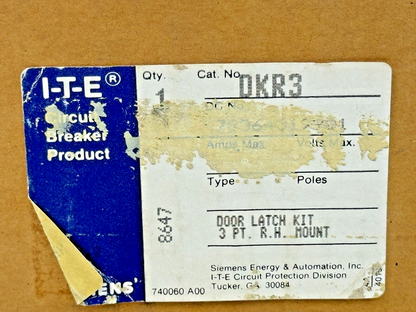 I-T-E®
Circuit
Breaker
Product
Qty.
1
Cat. No.
DKR3
Amps Max.
Volts Max.
Type
Poles
8647
DOOR LATCH KIT
3 PT. R.H. MOUNT
Siemens Energy & Automation, Inc.
I-T-E Circuit Protection Division
Tucker, GA 30084
740060 A00